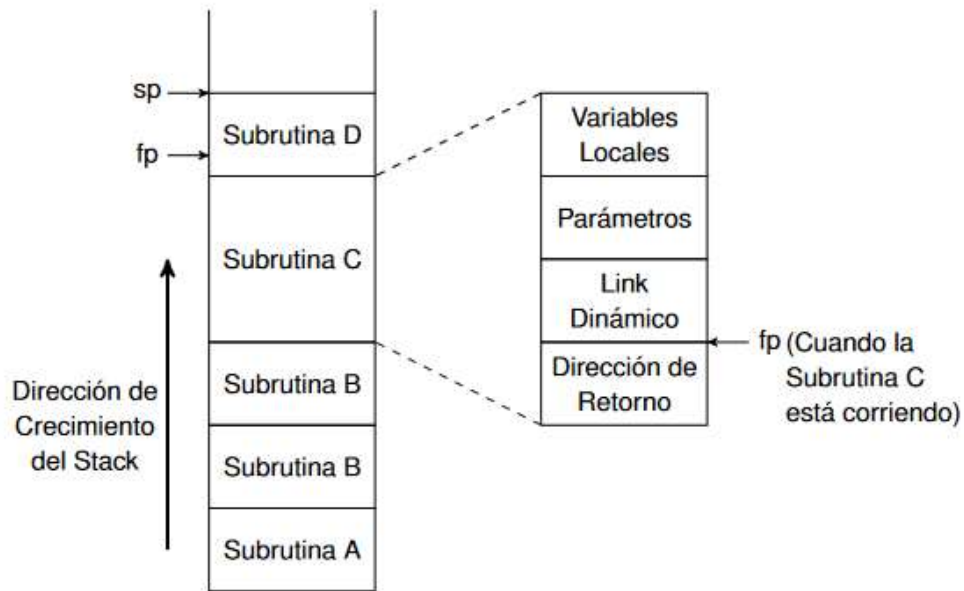 sp
Subrutina D
fp
Subrutina C
Subrutina B
Subrutina B
Subrutina A
Dirección de
Crecimiento
del Stack
Variables
Locales
Parámetros
Link
Dinámico
Dirección de
Retorno
fp (Cuando la
Subrutina C
está corriendo)